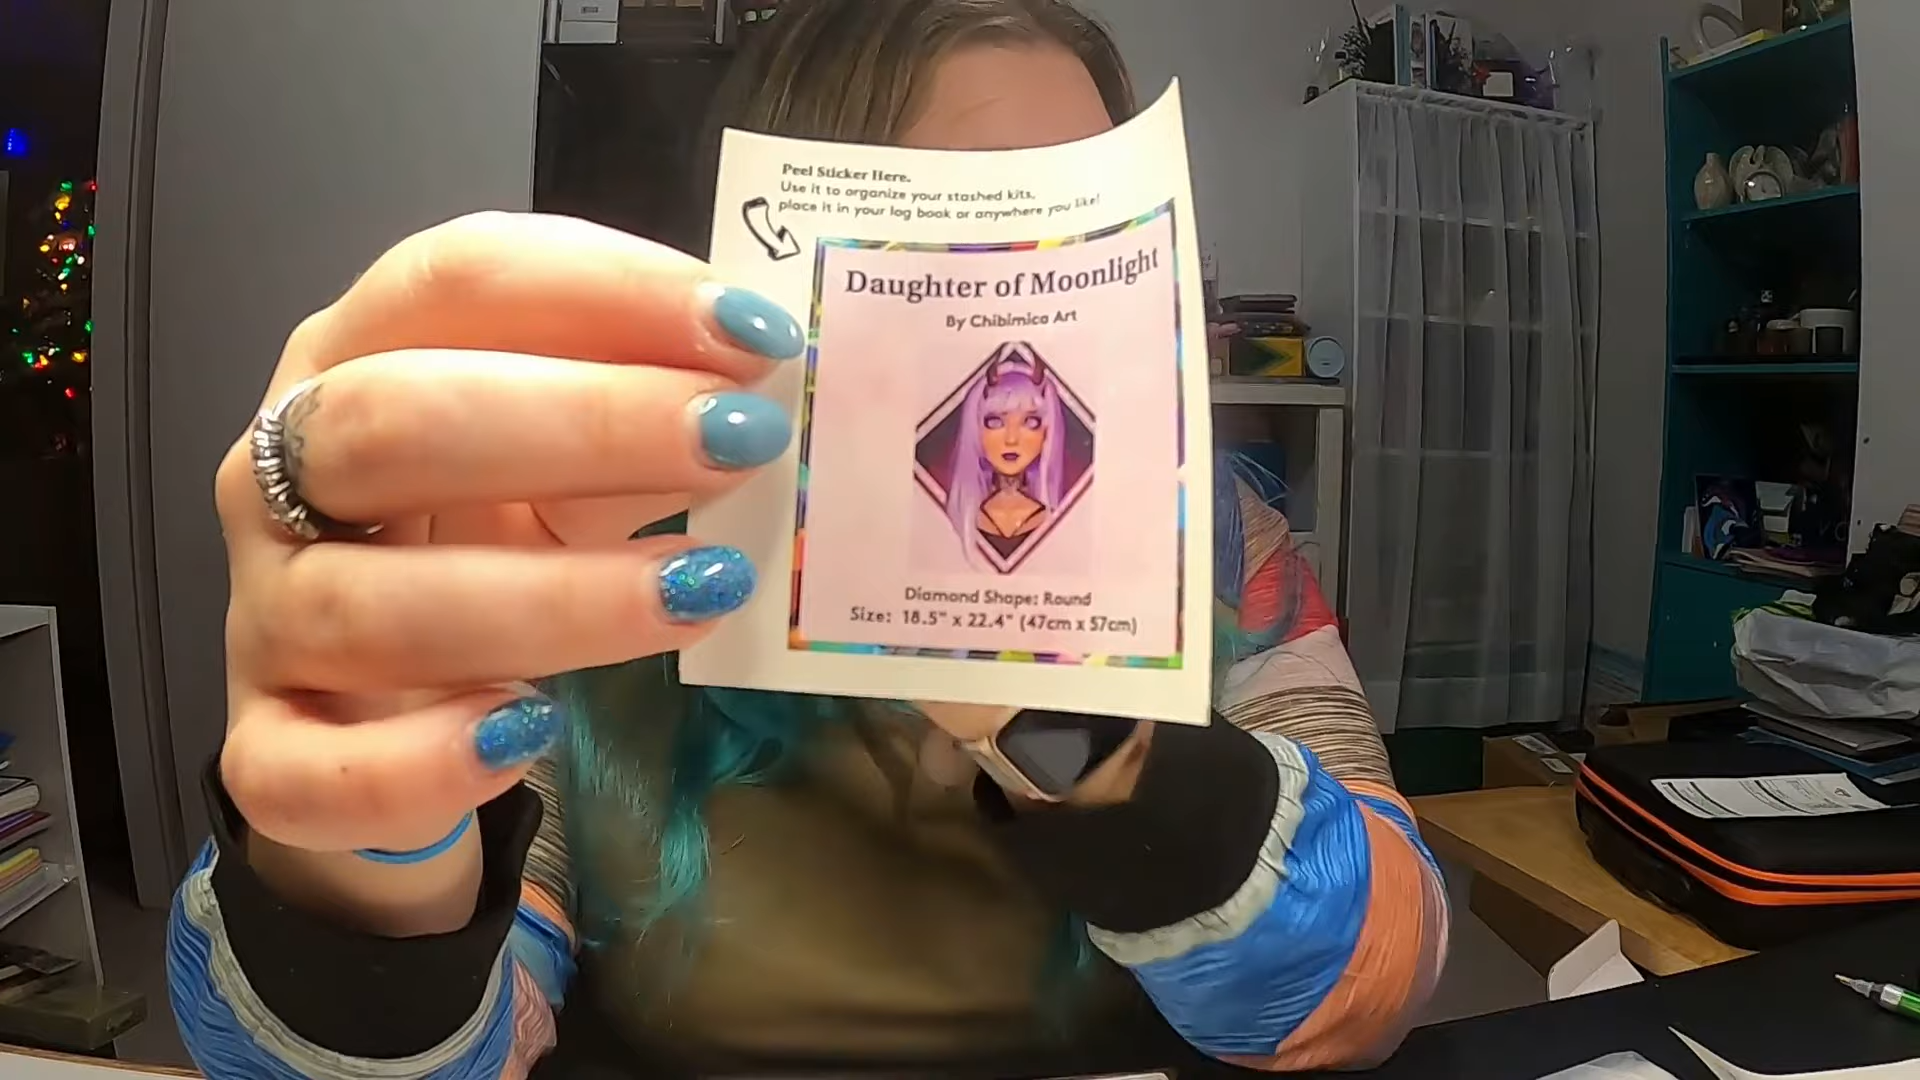 Peel Sticker Here.
Use it to organize your stashed kits,
place it in your log book or anywhere you like!
Daughter of Moonlight
By Chibimica Art
Diamond Shape: Round
Size: 18.5" x 22.4" (47cm x 57cm)